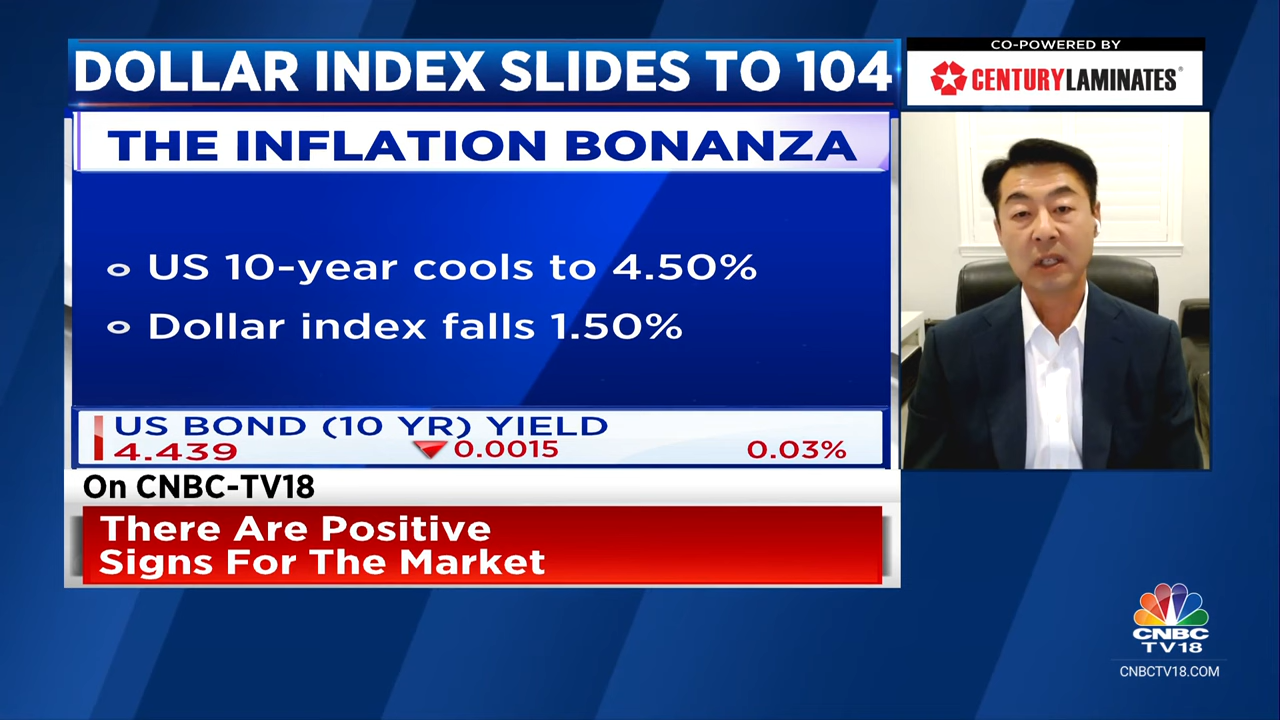 DOLLAR INDEX SLIDES TO 104
CO-POWERED BY
CENTURYLAMINATES®
THE INFLATION BONANZA
US 10-year cools to 4.50%
Dollar index falls 1.50%
US BOND (10 YR) YIELD
4.439 0.0015 0.03%
On CNBC-TV18
There Are Positive
Signs For The Market
CNBC
TV18
CNBCTV18.COM